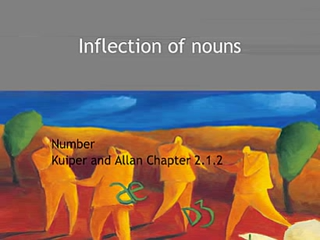 Inflection of nouns
Number
Kuiper and Allan Chapter 2.1.2
æ